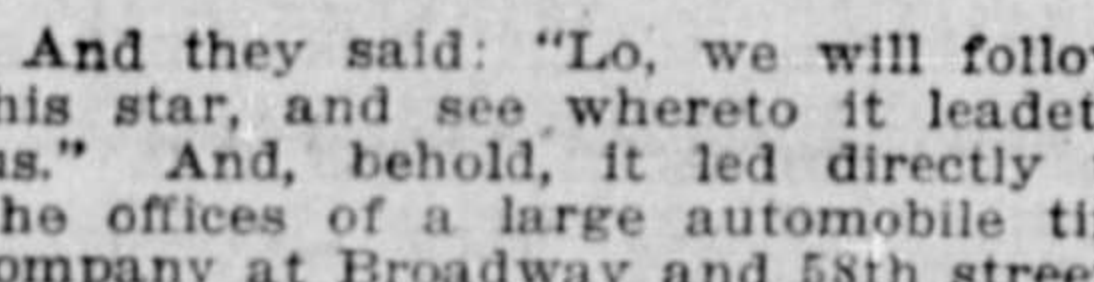 And they said: "Lo, we will follo
his star, and see whereto it leadet
us." And, behold, it led directly
he offices of a large automobile ti
ompany at Broadway and 58th stree